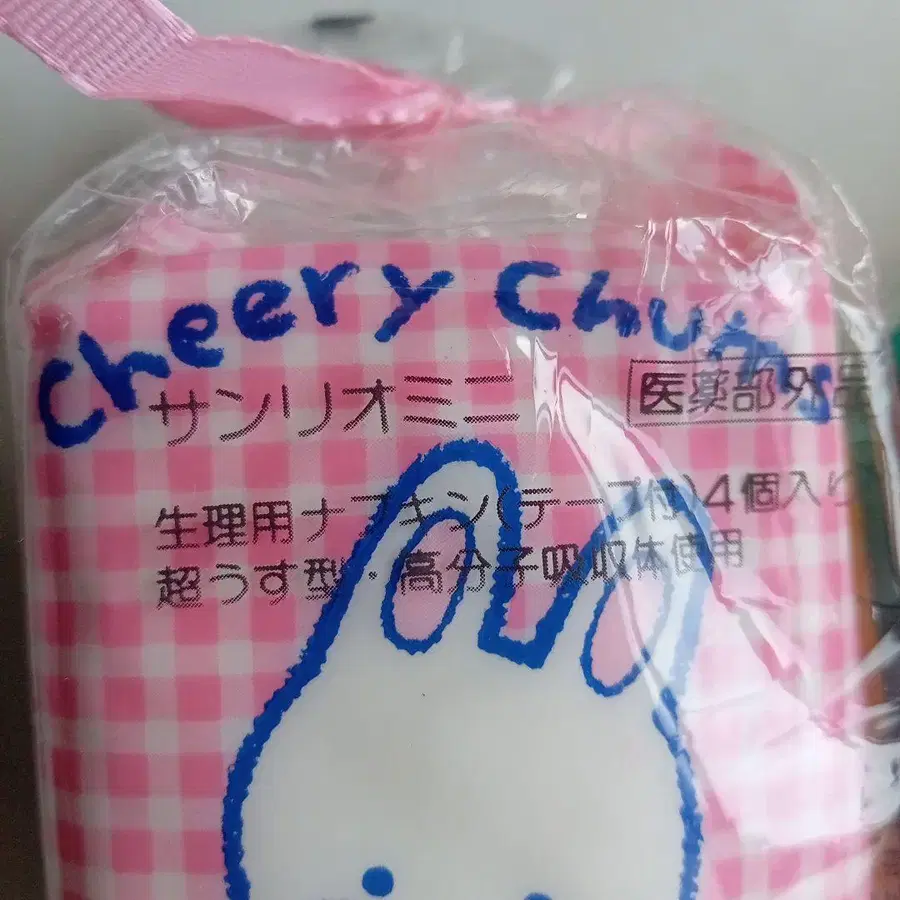 Cheery Chums
サンリオミニ 医薬部外品
生理用ナプキン(テープ付)4個入り
超うす型・高分子吸収体使用